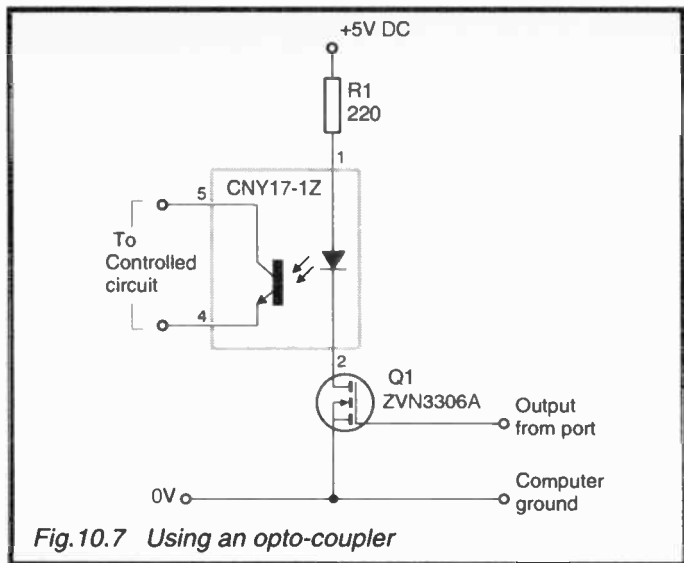 +5V DC
R1
220
1
CNY17-1Z
5
To
Controlled
circuit
4
2
Q1
ZVN3306A
Output
from port
Computer
ground
0V
Fig.10.7 Using an opto-coupler